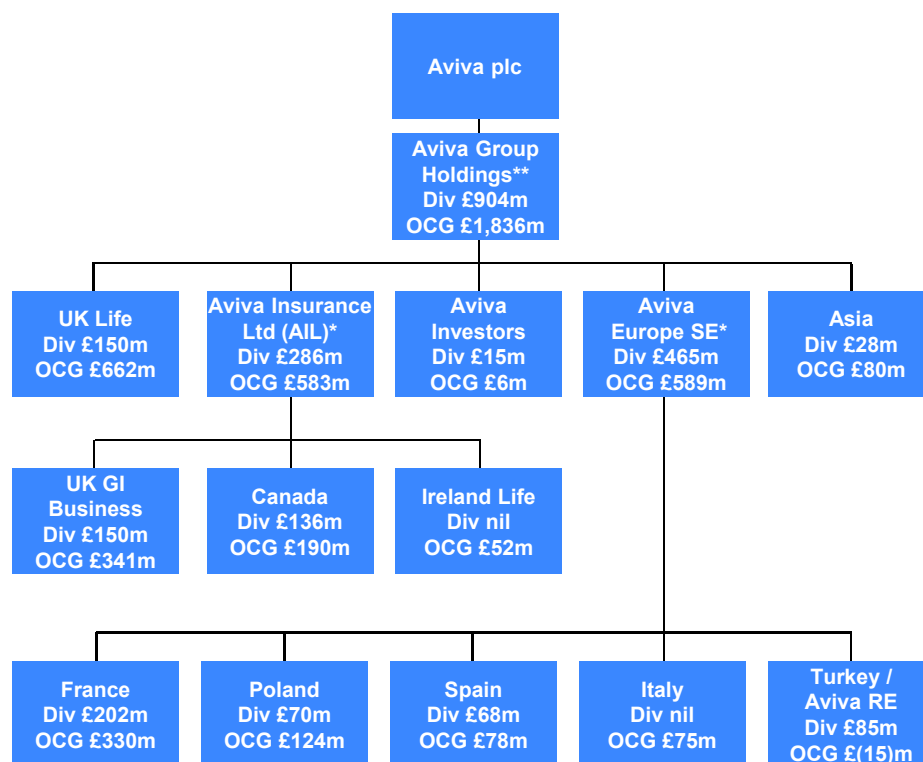 Aviva plc
Aviva Group
Holdings**
Div £904m
OCG £1,836m
UK Life
Div £150m
OCG £662m
Aviva Insurance
Ltd (AIL)*
Div £286m
OCG £583m
Aviva
Investors
Div £15m
OCG £6m
Aviva
Europe SE*
Div £465m
OCG £589m
Asia
Div £28m
OCG £80m
UK GI
Business
Div £150m
OCG £341m
Canada
Div £136m
OCG £190m
Ireland Life
Div nil
OCG £52m
France
Div £202m
OCG £330m
Poland
Div £70m
OCG £124m
Spain
Div £68m
OCG £78m
Italy
Div nil
OCG £75m
Turkey /
Aviva RE
Div £85m
OCG £(15)m